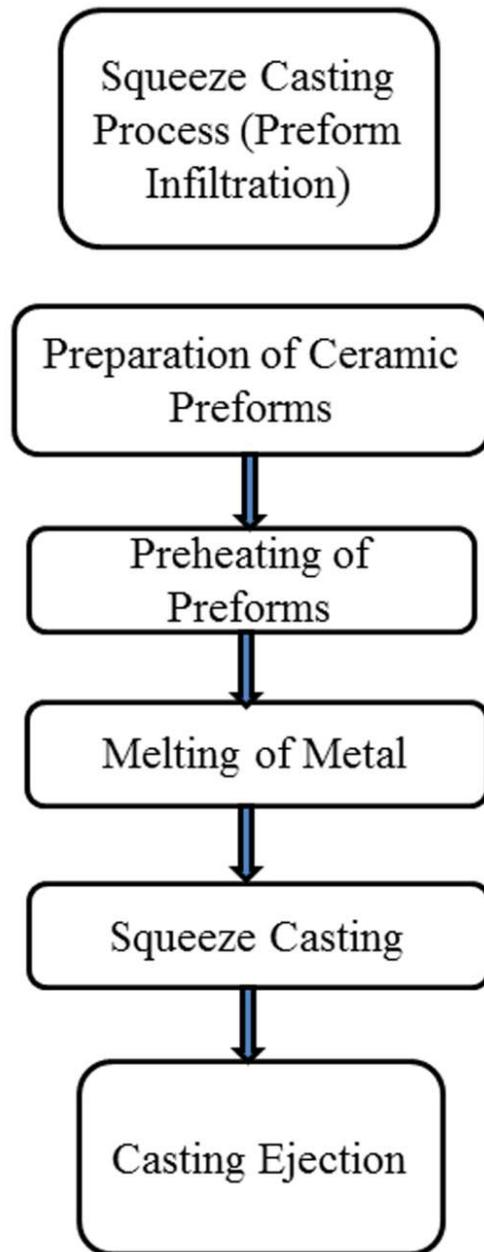 Squeeze Casting
Process (Preform
Infiltration)
Preparation of Ceramic
Preforms
Preheating of
Preforms
Melting of Metal
Squeeze Casting
Casting Ejection